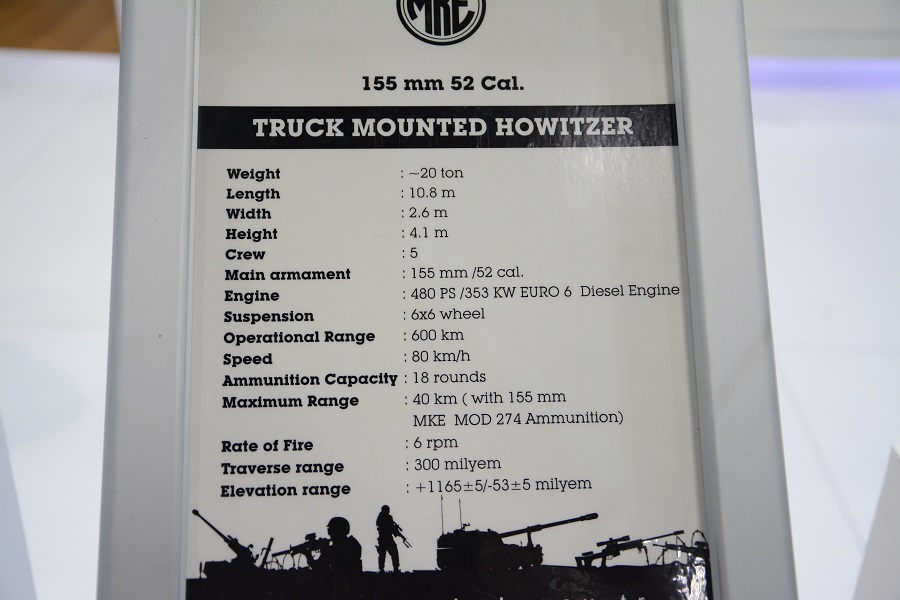 MKE
155 mm 52 Cal.
TRUCK MOUNTED HOWITZER
Weight : ~20 ton
Length : 10.8 m
Width : 2.6 m
Height : 4.1 m
Crew : 5
Main armament : 155 mm /52 cal.
Engine : 480 PS /353 KW EURO 6 Diesel Engine
Suspension : 6x6 wheel
Operational Range : 600 km
Speed : 80 km/h
Ammunition Capacity : 18 rounds
Maximum Range : 40 km ( with 155 mm
MKE MOD 274 Ammunition)
Rate of Fire : 6 rpm
Traverse range : 300 milyem
Elevation range : +1165±5/-53±5 milyem